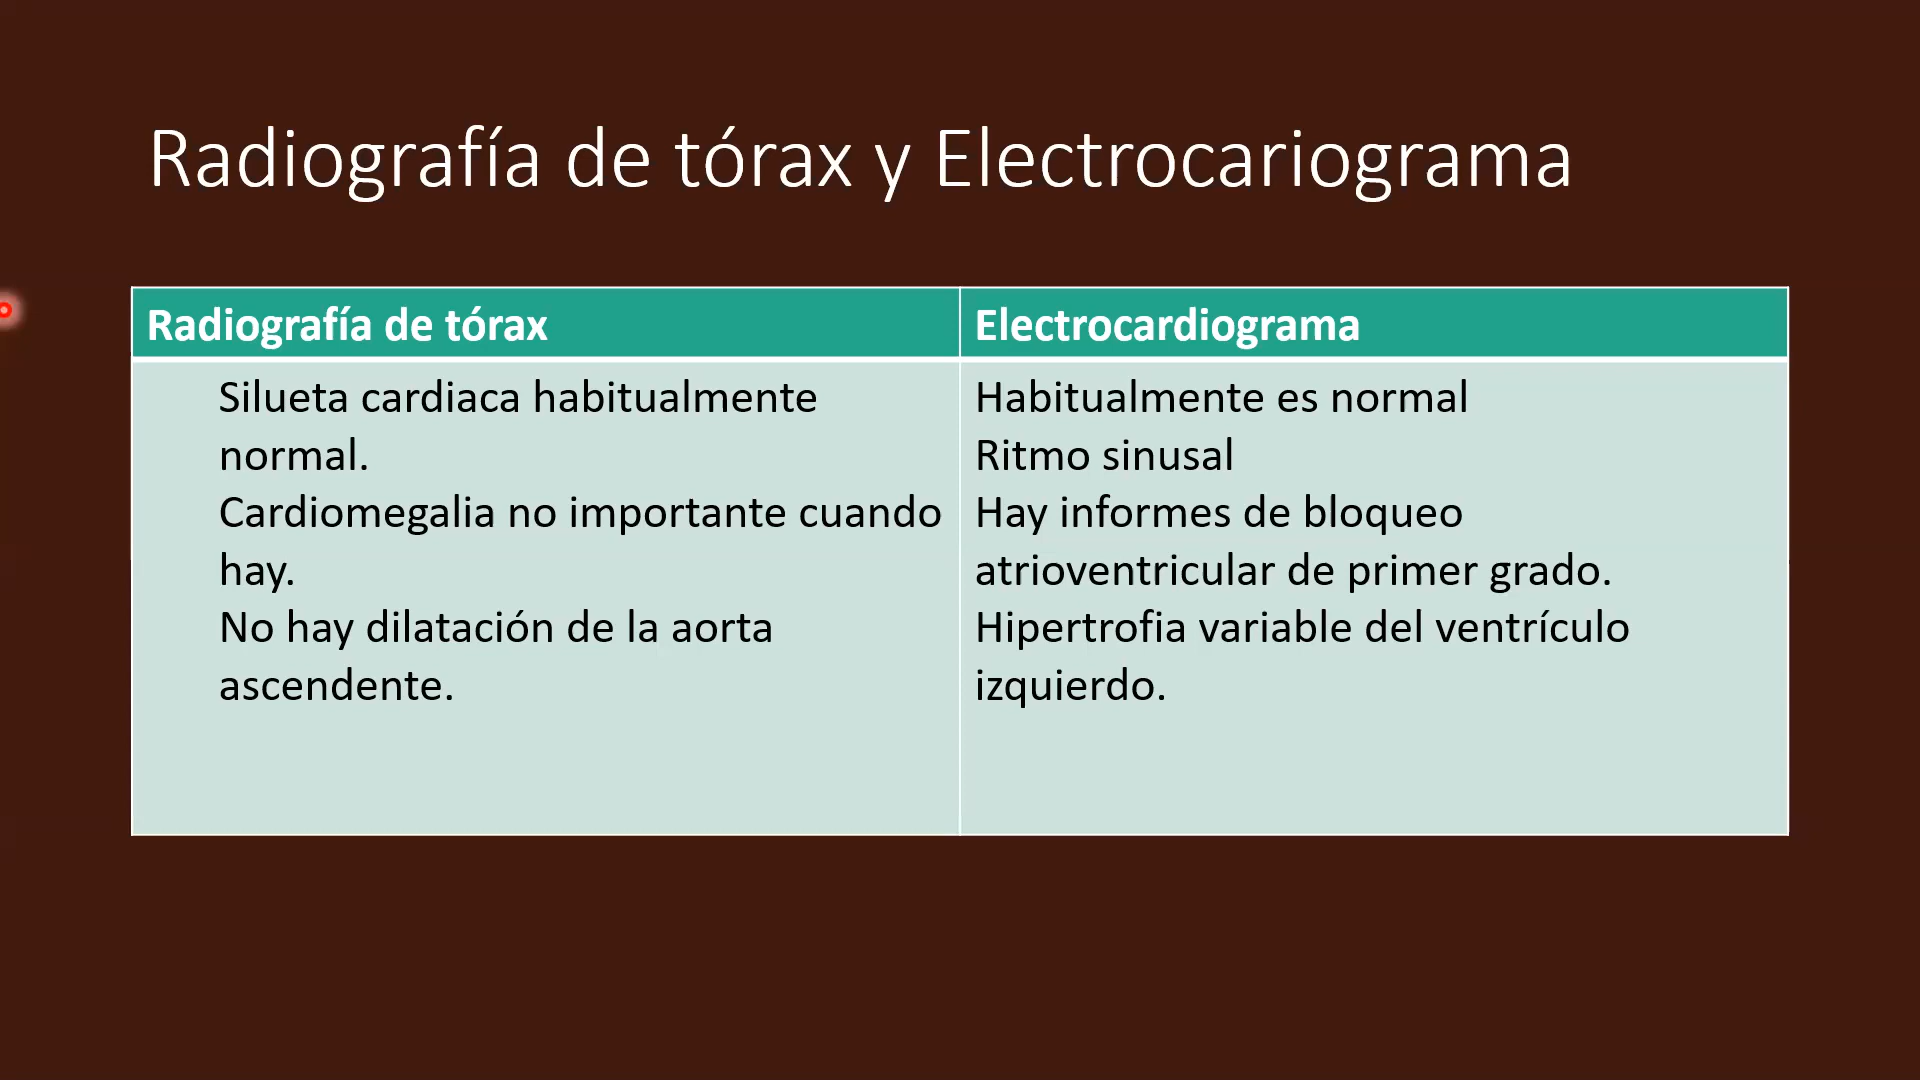 Radiografía de tórax y Electrocariograma
Radiografía de tórax
Silueta cardiaca habitualmente
normal.
Cardiomegalia no importante cuando
hay.
No hay dilatación de la aorta
ascendente.
Electrocardiograma
Habitualmente es normal
Ritmo sinusal
Hay informes de bloqueo
atrioventricular de primer grado.
Hipertrofia variable del ventrículo
izquierdo.